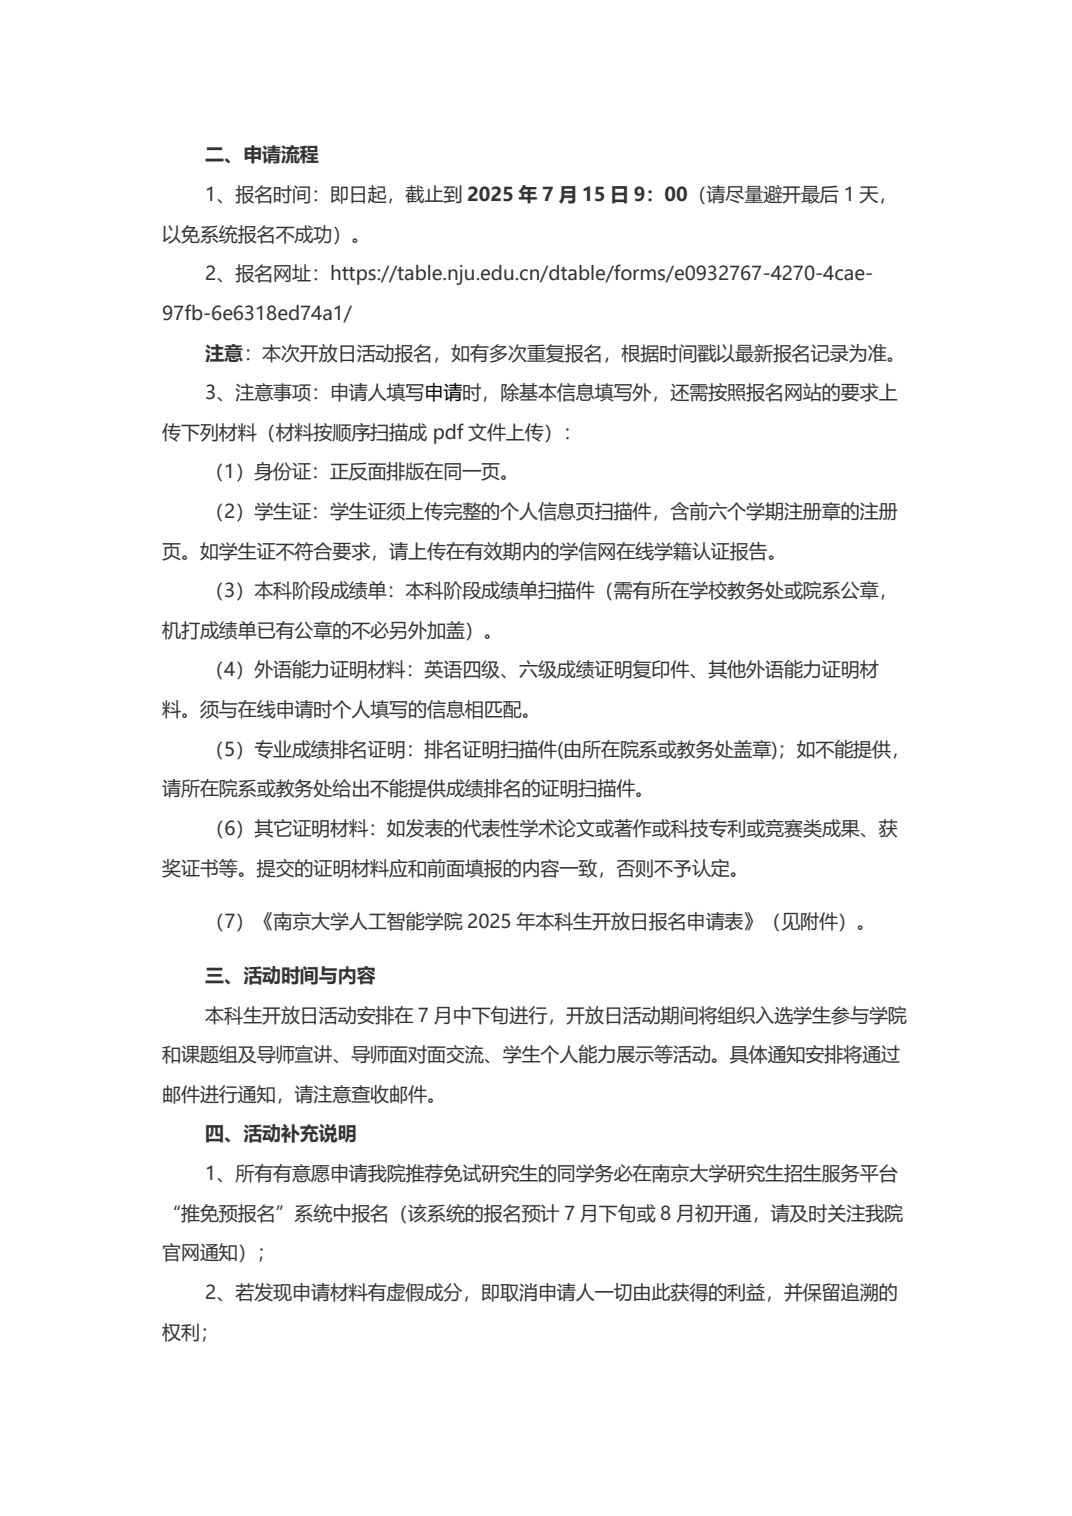 二、申请流程
1、报名时间：即日起，截止到 2025 年 7 月 15 日 9：00（请尽量避开最后 1 天，
以免系统报名不成功）。
2、报名网址：https://table.nju.edu.cn/dtable/forms/e0932767-4270-4cae-
97fb-6e6318ed74a1/
注意：本次开放日活动报名，如有多次重复报名，根据时间戳以最新报名记录为准。
3、注意事项：申请人填写申请时，除基本信息填写外，还需按照报名网站的要求上
传下列材料（材料按顺序扫描成 pdf 文件上传）：
（1）身份证：正反面排版在同一页。
（2）学生证：学生证须上传完整的个人信息页扫描件，含前六个学期注册章的注册
页。如学生证不符合要求，请上传在有效期内的学信网在线学籍认证报告。
（3）本科阶段成绩单：本科阶段成绩单扫描件（需有所在学校教务处或院系公章，
机打成绩单已有公章的不必另外加盖）。
（4）外语能力证明材料：英语四级、六级成绩证明复印件、其他外语能力证明材
料。须与在线申请时个人填写的信息相匹配。
（5）专业成绩排名证明：排名证明扫描件(由所在院系或教务处盖章)；如不能提供，
请所在院系或教务处给出不能提供成绩排名的证明扫描件。
（6）其它证明材料：如发表的代表性学术论文或著作或科技专利或竞赛类成果、获
奖证书等。提交的证明材料应和前面填报的内容一致，否则不予认定。
（7）《南京大学人工智能学院 2025 年本科生开放日报名申请表》（见附件）。
三、活动时间与内容
本科生开放日活动安排在 7 月中下旬进行，开放日活动期间将组织入选学生参与学院
和课题组及导师宣讲、导师面对面交流、学生个人能力展示等活动。具体通知安排将通过
邮件进行通知，请注意查收邮件。
四、活动补充说明
1、所有有意愿申请我院推荐免试研究生的同学务必在南京大学研究生招生服务平台
“推免预报名”系统中报名（该系统的报名预计 7 月下旬或 8 月初开通，请及时关注我院
官网通知）；
2、若发现申请材料有虚假成分，即取消申请人一切由此获得的利益，并保留追溯的
权利；